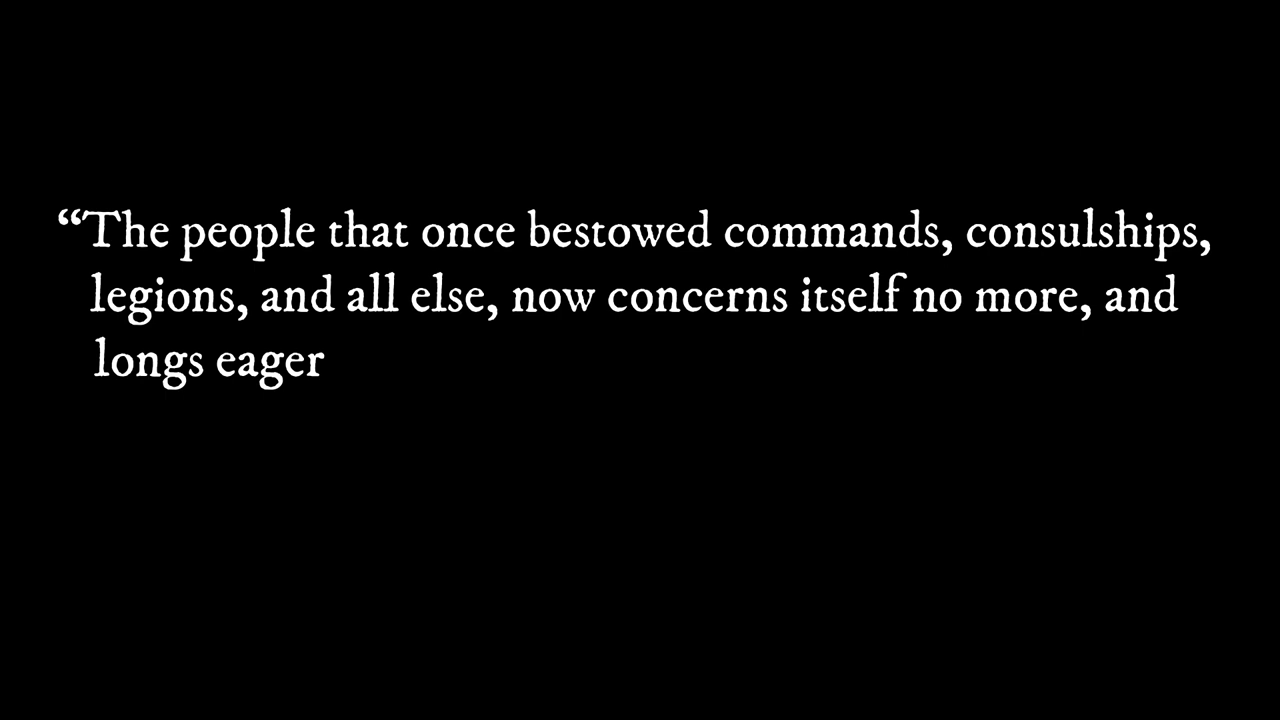 “The people that once bestowed commands, consulships,
legions, and all else, now concerns itself no more, and
longs eager